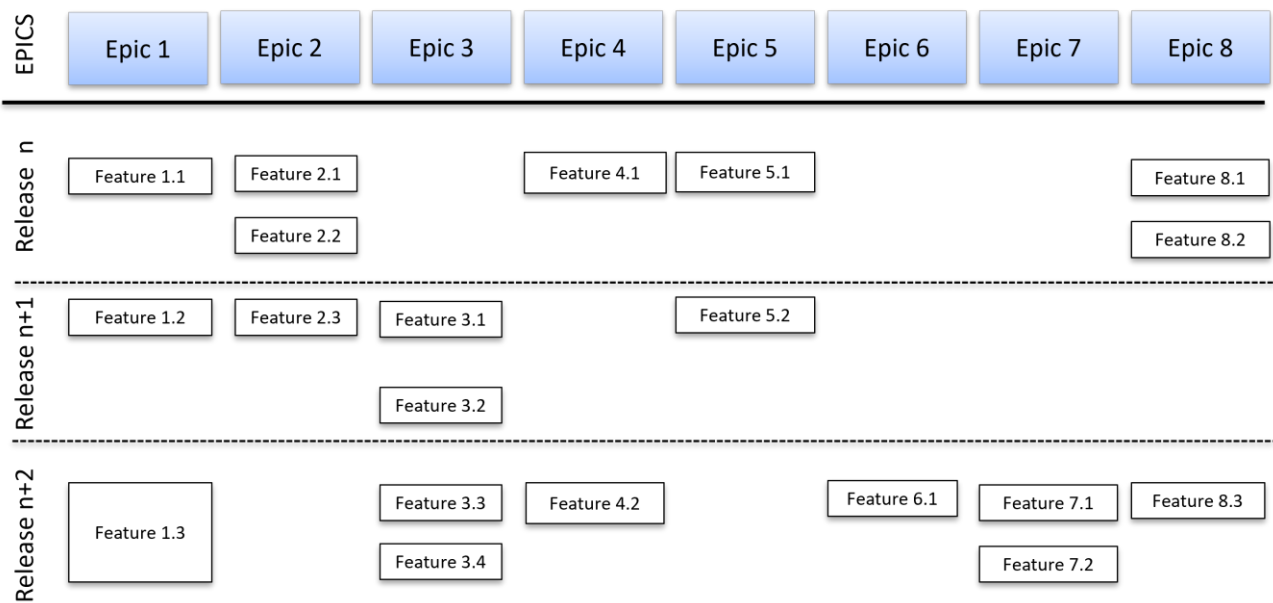 EPICS
Epic 1
Epic 2
Epic 3
Epic 4
Epic 5
Epic 6
Epic 7
Epic 8
Release n
Feature 1.1
Feature 2.1
Feature 4.1
Feature 5.1
Feature 8.1
Feature 2.2
Feature 8.2
Release n+1
Feature 1.2
Feature 2.3
Feature 3.1
Feature 5.2
Feature 3.2
Release n+2
Feature 1.3
Feature 3.3
Feature 4.2
Feature 6.1
Feature 7.1
Feature 8.3
Feature 3.4
Feature 7.2